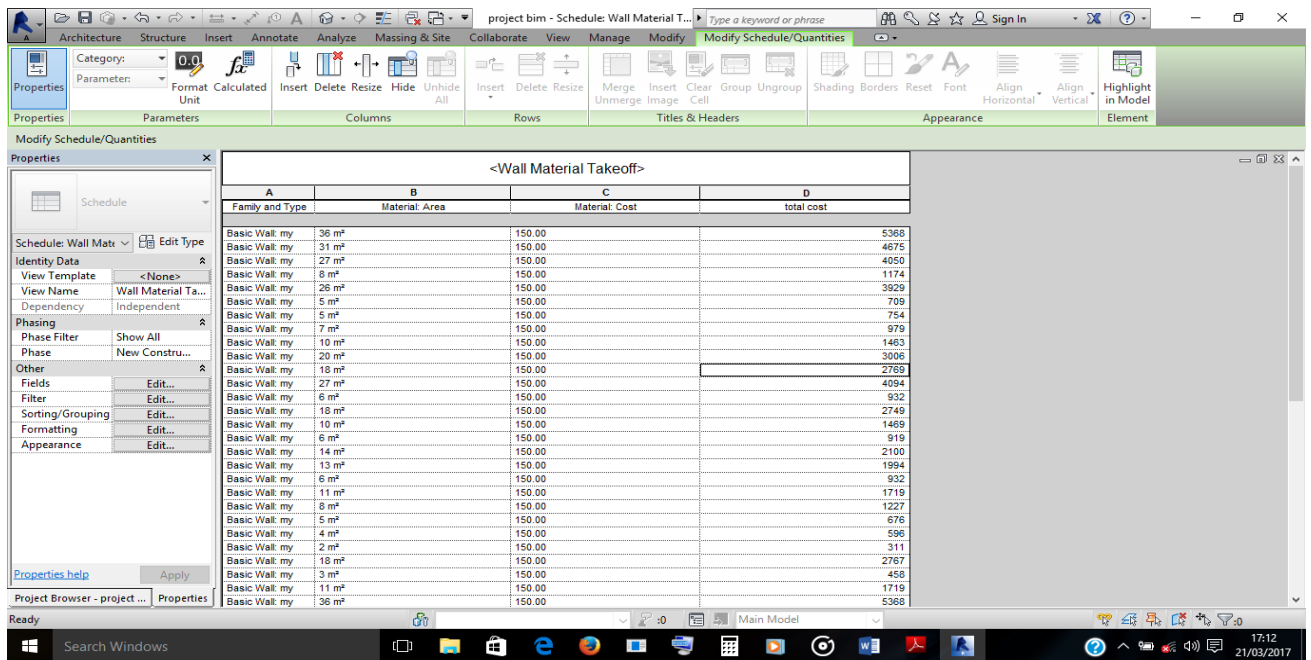 project bim - Schedule: Wall Material T...
Type a keyword or phrase
Sign In
Architecture Structure Insert Annotate Analyze Massing & Site Collaborate View Manage Modify Modify Schedule/Quantities
Properties
Category:
Parameter:
0.0
Format Unit
fx
Calculated
Insert Delete Resize Hide Unhide All
Insert Delete Resize
Merge Unmerge Insert Image Clear Cell Group Ungroup
Shading Borders Reset Font Align Horizontal Align Vertical
Highlight in Model
Properties Parameters Columns Rows Titles & Headers Appearance Element
Modify Schedule/Quantities
Properties
Schedule
Schedule: Wall Mate
Edit Type
Identity Data
View Template <None>
View Name Wall Material Ta...
Dependency Independent
Phasing
Phase Filter Show All
Phase New Constru...
Other
Fields Edit...
Filter Edit...
Sorting/Grouping Edit...
Formatting Edit...
Appearance Edit...
Properties help
Apply
Project Browser - project ... Properties
<Wall Material Takeoff>
A B C D
Family and Type Material: Area Material: Cost total cost
Basic Wall: my 36 m² 150.00 5368
Basic Wall: my 31 m² 150.00 4675
Basic Wall: my 27 m² 150.00 4050
Basic Wall: my 8 m² 150.00 1174
Basic Wall: my 26 m² 150.00 3929
Basic Wall: my 5 m² 150.00 709
Basic Wall: my 5 m² 150.00 754
Basic Wall: my 7 m² 150.00 979
Basic Wall: my 10 m² 150.00 1463
Basic Wall: my 20 m² 150.00 3006
Basic Wall: my 18 m² 150.00 2769
Basic Wall: my 27 m² 150.00 4094
Basic Wall: my 6 m² 150.00 932
Basic Wall: my 18 m² 150.00 2749
Basic Wall: my 10 m² 150.00 1469
Basic Wall: my 6 m² 150.00 919
Basic Wall: my 14 m² 150.00 2100
Basic Wall: my 13 m² 150.00 1994
Basic Wall: my 6 m² 150.00 932
Basic Wall: my 11 m² 150.00 1719
Basic Wall: my 8 m² 150.00 1227
Basic Wall: my 5 m² 150.00 676
Basic Wall: my 4 m² 150.00 596
Basic Wall: my 2 m² 150.00 311
Basic Wall: my 18 m² 150.00 2767
Basic Wall: my 3 m² 150.00 458
Basic Wall: my 11 m² 150.00 1719
Basic Wall: my 36 m² 150.00 5368
Ready
:0
Main Model
:0
Search Windows
17:12
21/03/2017